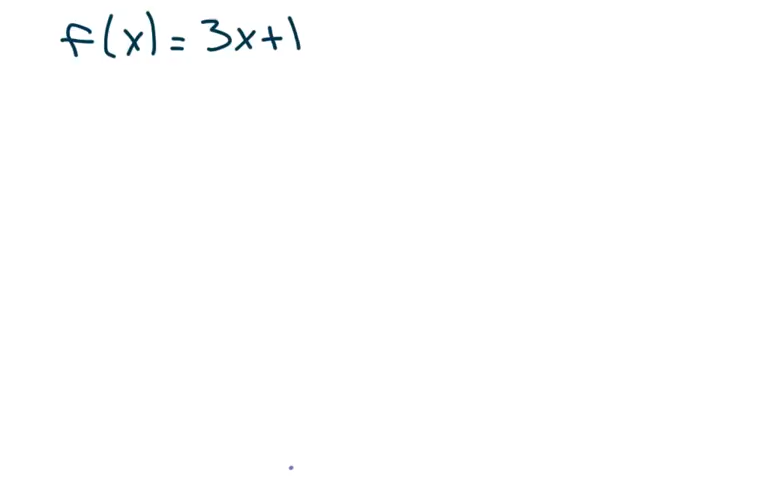 f(x) = 3x+1